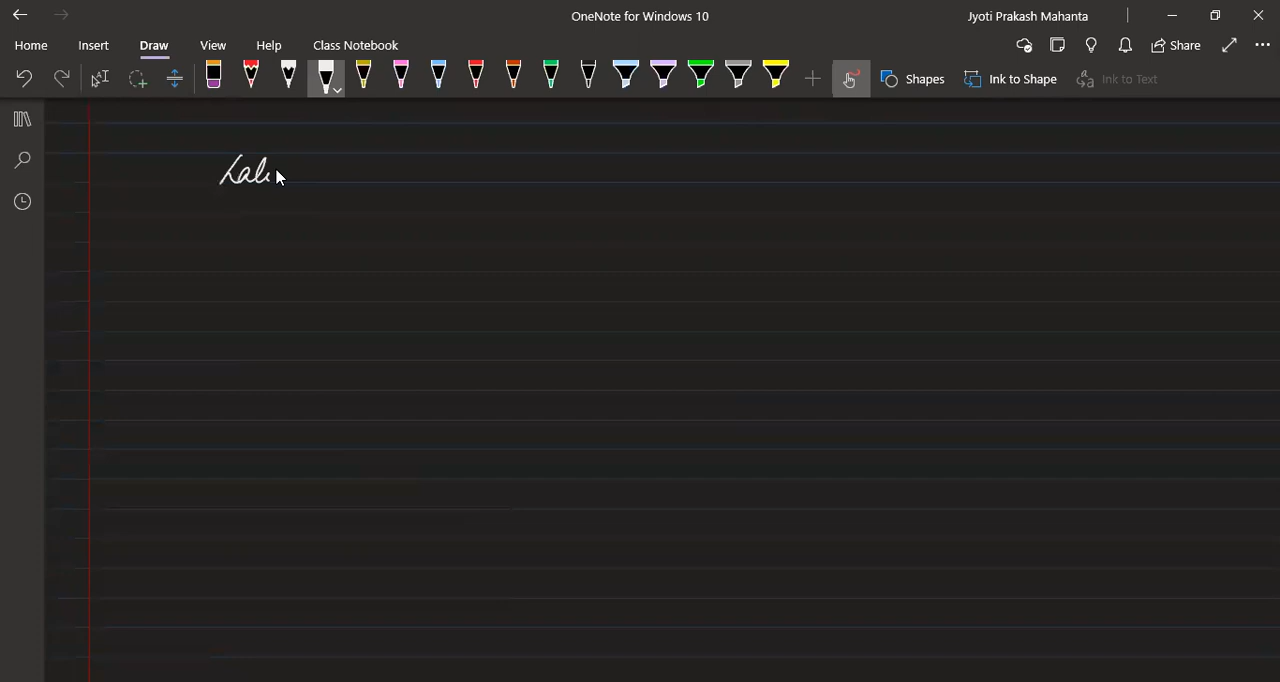 OneNote for Windows 10
Jyoti Prakash Mahanta
Home Insert Draw View Help Class Notebook
Share
Shapes Ink to Shape Ink to Text